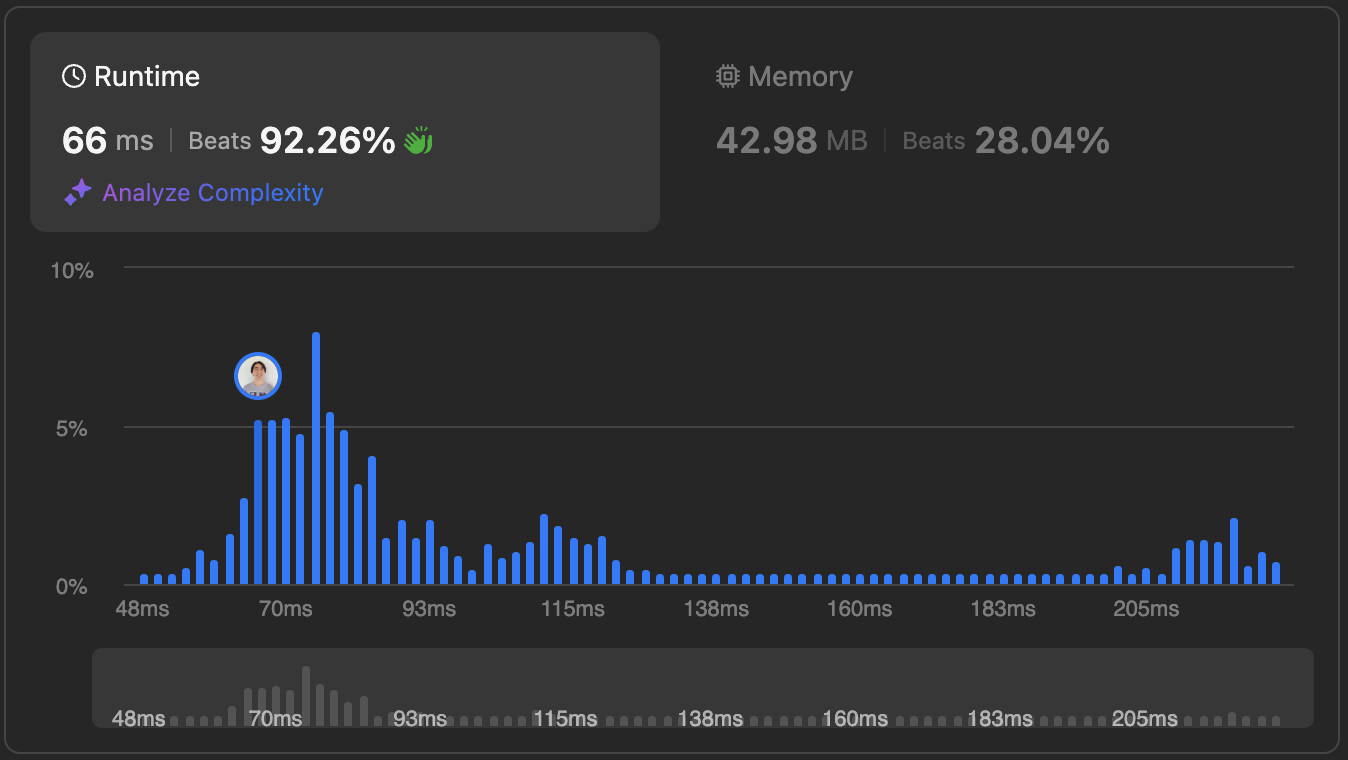 Runtime
66 ms | Beats 92.26%
Analyze Complexity
Memory
42.98 MB | Beats 28.04%
10%
5%
0%
48ms 70ms 93ms 115ms 138ms 160ms 183ms 205ms
48ms 70ms 93ms 115ms 138ms 160ms 183ms 205ms